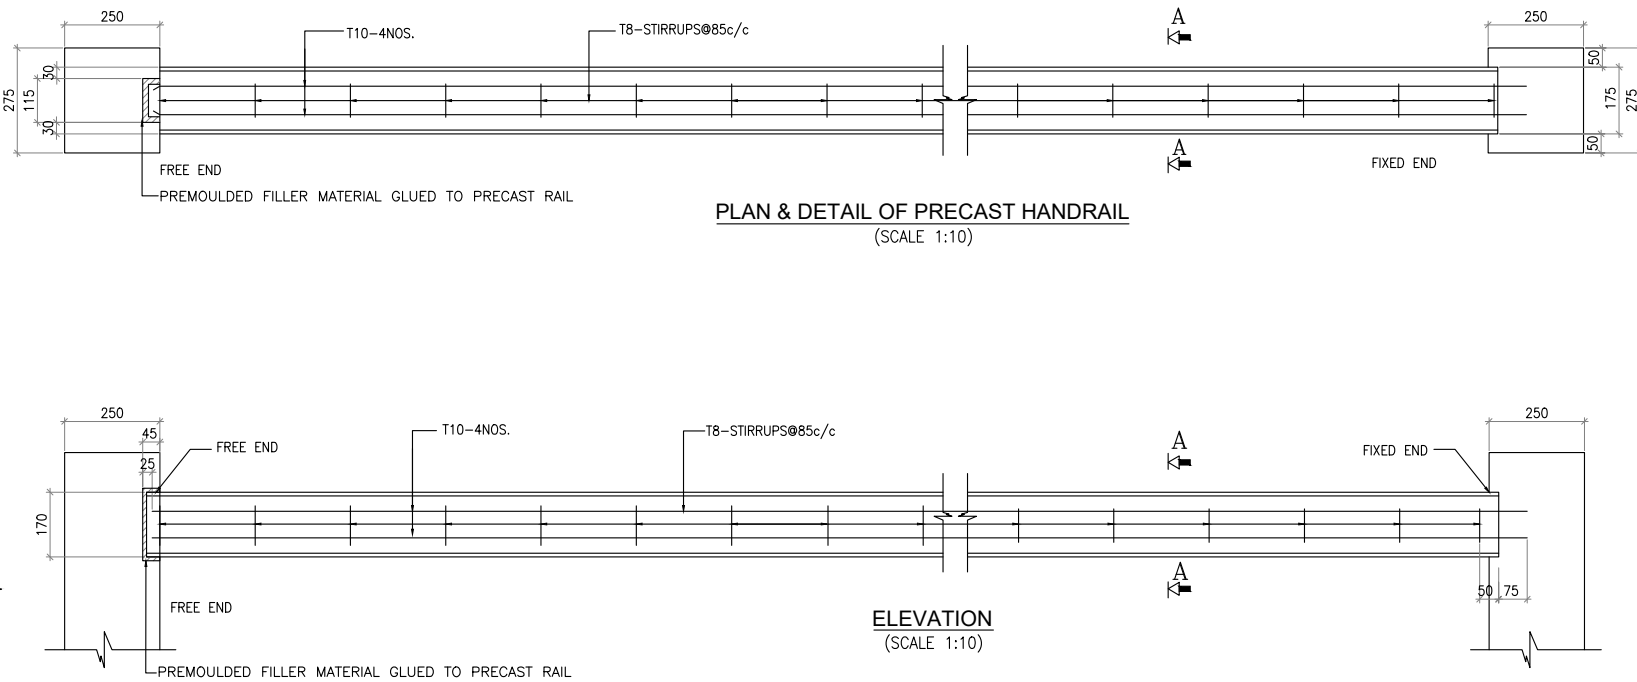 250
T10-4NOS.
T8-STIRRUPS@85c/c
A
250
275
115
30
30
50
175
275
50
A
FREE END
FIXED END
PREMOULDED FILLER MATERIAL GLUED TO PRECAST RAIL
PLAN & DETAIL OF PRECAST HANDRAIL
(SCALE 1:10)
250
T10-4NOS.
T8-STIRRUPS@85c/c
A
250
45
FREE END
FIXED END
25
170
A
50
75
FREE END
ELEVATION
(SCALE 1:10)
PREMOULDED FILLER MATERIAL GLUED TO PRECAST RAIL